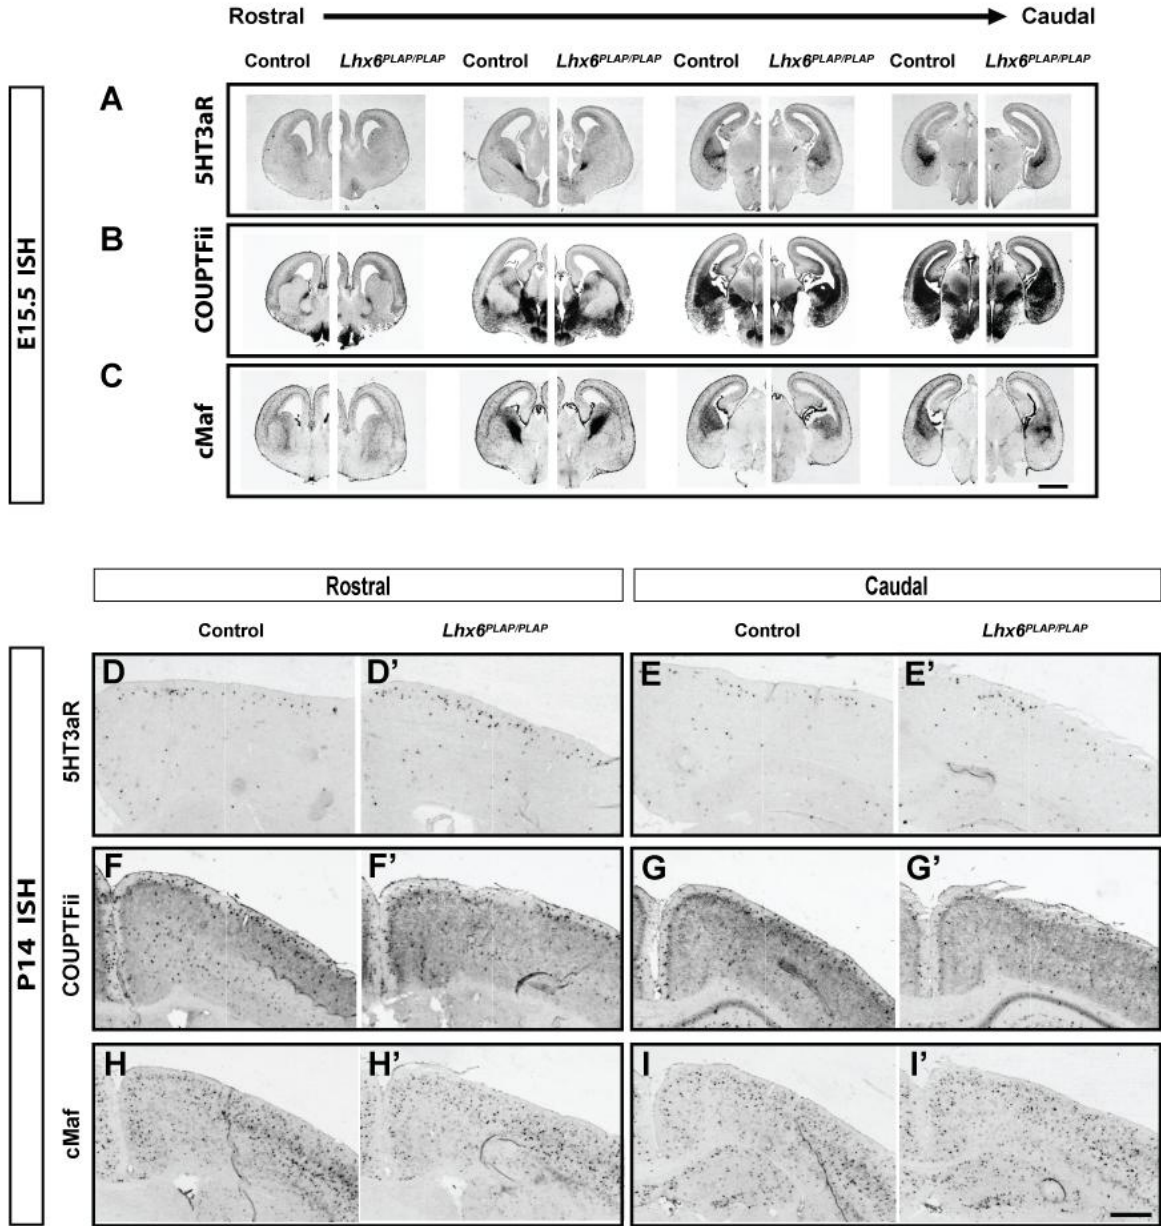 Rostral Caudal
Control Lhx6PLAP/PLAP Control Lhx6PLAP/PLAP Control Lhx6PLAP/PLAP Control Lhx6PLAP/PLAP
E15.5 ISH
A 5HT3aR
B COUPTFii
C cMaf
Rostral Caudal
Control Lhx6PLAP/PLAP Control Lhx6PLAP/PLAP
P14 ISH
5HT3aR D D' E E'
COUPTFii F F' G G'
cMaf H H' I I'